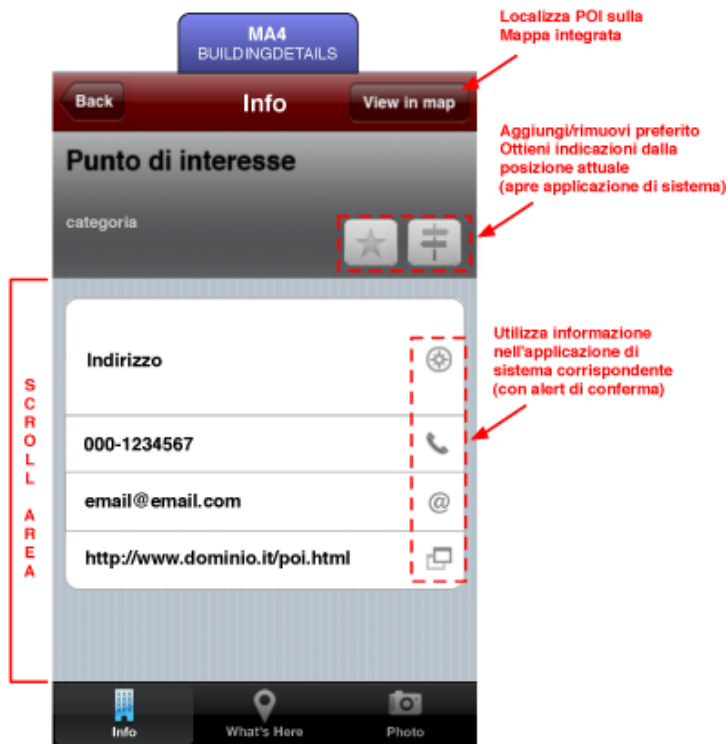 MA4
BUILDINGDETAILS
Localizza POI sulla
Mappa integrata
Back
Info
View in map
Punto di interesse
Aggiungi/rimuovi preferito
Ottieni indicazioni dalla
posizione attuale
(apre applicazione di sistema)
categoria
Indirizzo
Utilizza informazione
nell'applicazione di
sistema corrispondente
(con alert di conferma)
SCROLL AREA
000-1234567
email@email.com
@
http://www.dominio.it/poi.html
Info
What's Here
Photo